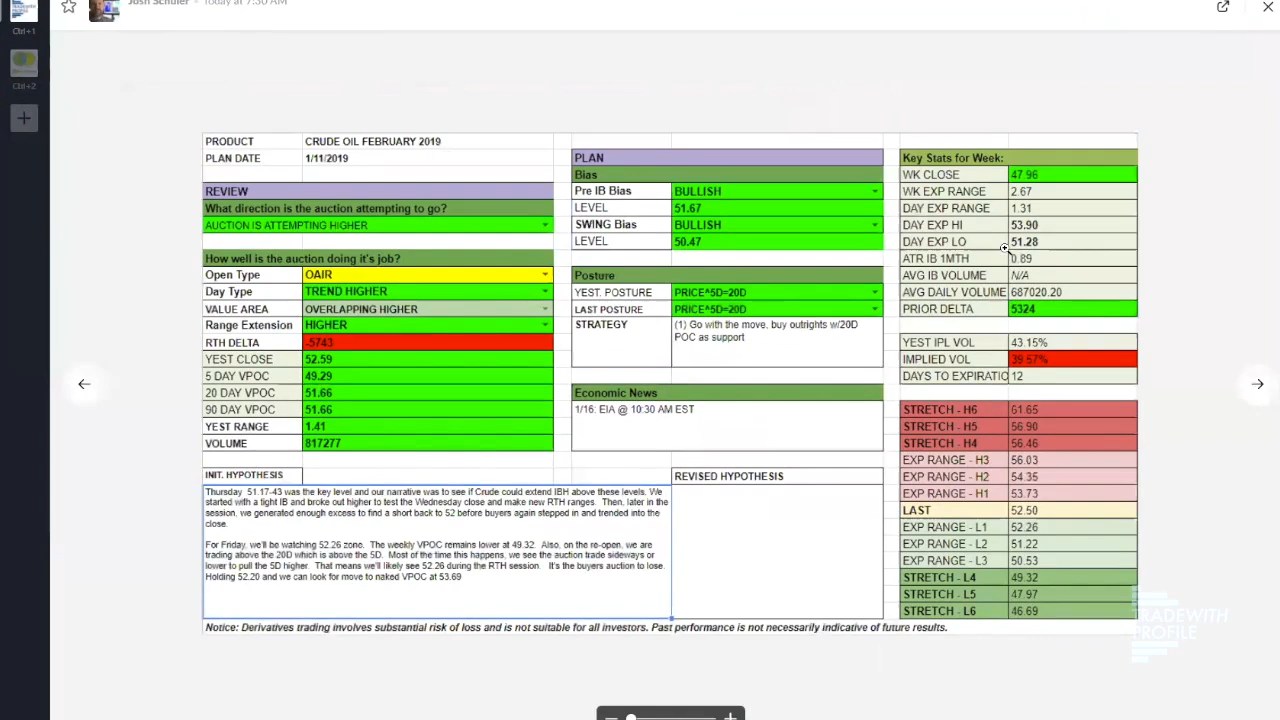 Josh Schuler • Today at 7:30 AM
Ctrl+1
Ctrl+2
PRODUCT CRUDE OIL FEBRUARY 2019
PLAN DATE 1/11/2019
REVIEW
What direction is the auction attempting to go?
AUCTION IS ATTEMPTING HIGHER
How well is the auction doing it's job?
Open Type OAIR
Day Type TREND HIGHER
VALUE AREA OVERLAPPING HIGHER
Range Extension HIGHER
RTH DELTA -5743
YEST CLOSE 52.59
5 DAY VPOC 49.29
20 DAY VPOC 51.66
90 DAY VPOC 51.66
YEST RANGE 1.41
VOLUME 817277
PLAN
Bias
Pre IB Bias BULLISH
LEVEL 51.67
SWING Bias BULLISH
LEVEL 50.47
Posture
YEST. POSTURE PRICE^5D=20D
LAST POSTURE PRICE^5D=20D
STRATEGY (1) Go with the move, buy outrights w/20D
POC as support
Economic News
1/16: EIA @ 10:30 AM EST
Key Stats for Week:
WK CLOSE 47.96
WK EXP RANGE 2.67
DAY EXP RANGE 1.31
DAY EXP HI 53.90
DAY EXP LO 51.28
ATR IB 1MTH 0.89
AVG IB VOLUME N/A
AVG DAILY VOLUME 687020.20
PRIOR DELTA 5324
YEST IPL VOL 43.15%
IMPLIED VOL 39.57%
DAYS TO EXPIRATIO 12
STRETCH - H6 61.65
STRETCH - H5 56.90
STRETCH - H4 56.46
EXP RANGE - H3 56.03
EXP RANGE - H2 54.35
EXP RANGE - H1 53.73
LAST 52.50
EXP RANGE - L1 52.26
EXP RANGE - L2 51.22
EXP RANGE - L3 50.53
STRETCH - L4 49.32
STRETCH - L5 47.97
STRETCH - L6 46.69
INIT. HYPOTHESIS
REVISED HYPOTHESIS
Thursday 51.17-43 was the key level and our narrative was to see if Crude could extend IBH above these levels. We
started with a tight IB and broke out higher to test the Wednesday close and make new RTH ranges. Then, later in the
session, we generated enough excess to find a short back to 52 before buyers again stepped in and trended into the
close.
For Friday, we'll be watching 52.26 zone. The weekly VPOC remains lower at 49.32. Also, on the re-open, we are
trading above the 20D which is above the 5D. Most of the time this happens, we see the auction trade sideways or
lower to pull the 5D higher. That means we'll likely see 52.26 during the RTH session. It's the buyers auction to lose.
Holding 52.20 and we can look for move to naked VPOC at 53.69
Notice: Derivatives trading involves substantial risk of loss and is not suitable for all investors. Past performance is not necessarily indicative of future results.
TRADEWITH
PROFILE